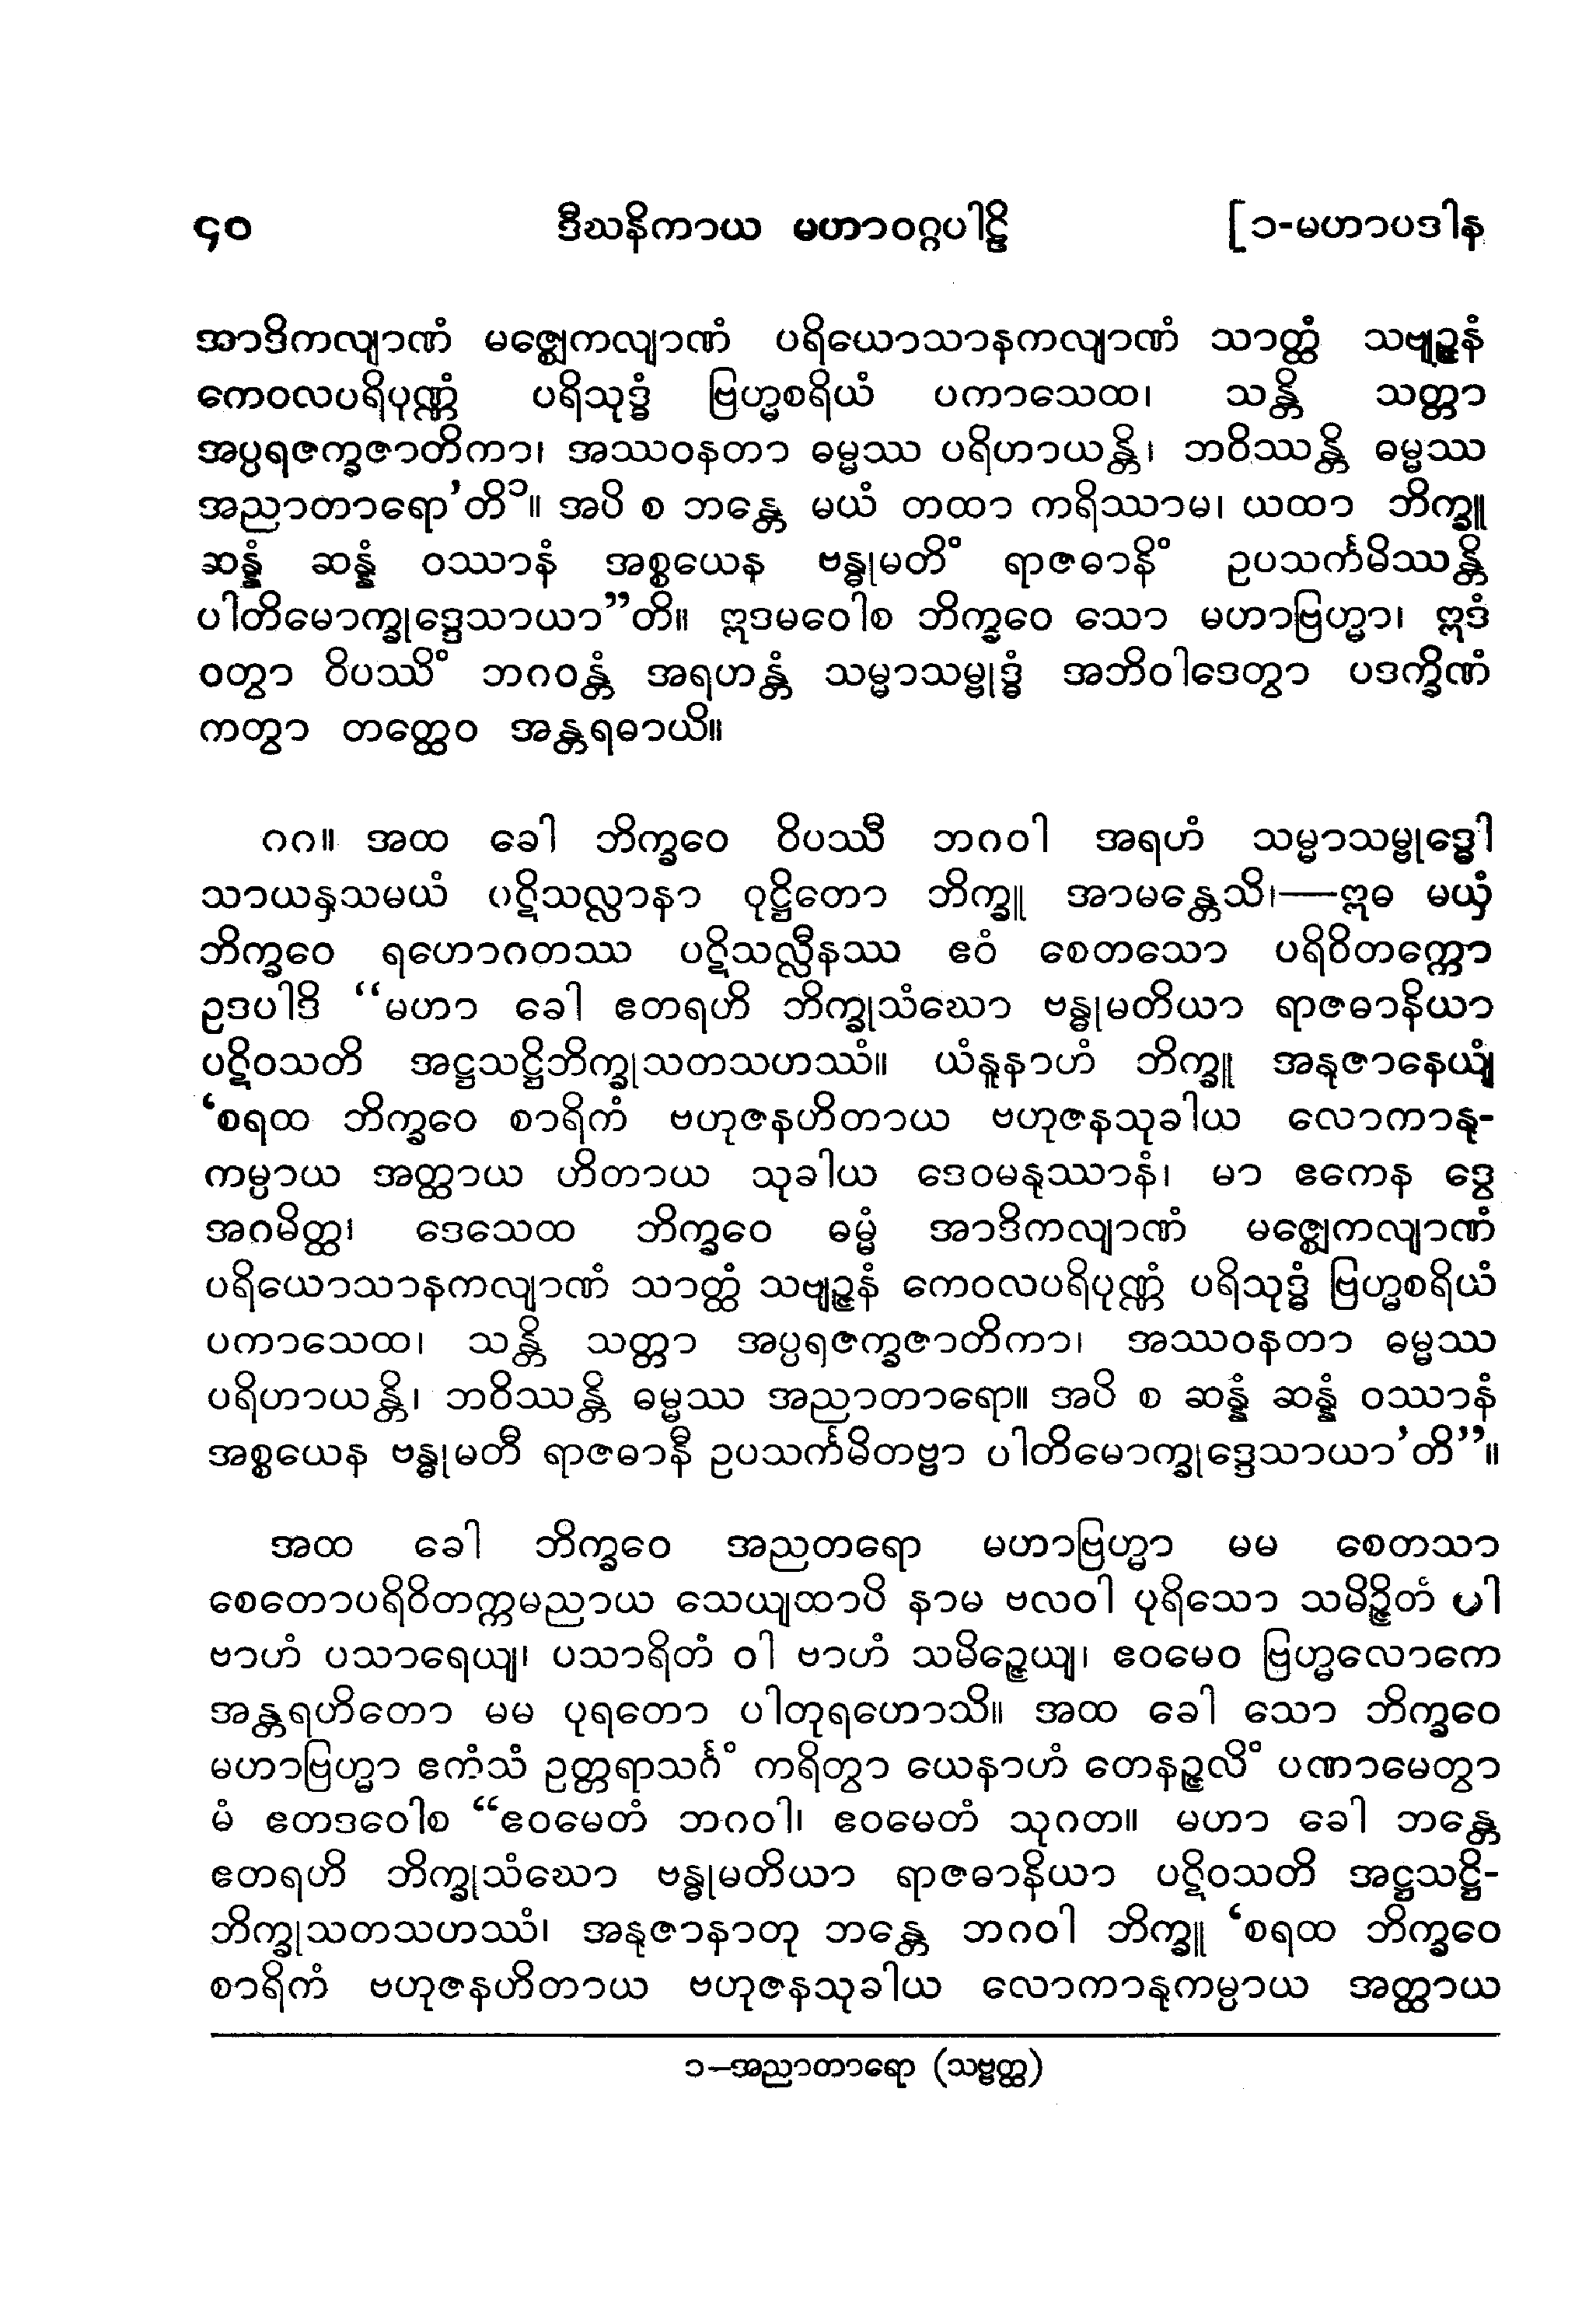 ၄၀ ဒီဃနိကာယ မဟာဝဂ္ဂပါဠိ [၁-မဟာပဒါန
အာဒိကလျာဏံ မဇ္ဈေကလျာဏံ ပရိယောသာနကလျာဏံ သာတ္ထံ သဗျဉ္ဇနံ
ကေဝလပရိပုဏ္ဏံ ပရိသုဒ္ဓံ ဗြဟ္မစရိယံ ပကာသေထ၊ သန္တိ သတ္တာ
အပ္ပရဇက္ခဇာတိကာ၊ အဿဝနတာ ဓမ္မဿ ပရိဟာယန္တိ၊ ဘဝိဿန္တိ ဓမ္မဿ
အညာတာရော’တိ၁။ အပိ စ ဘန္တေ မယံ တထာ ကရိဿာမ၊ ယထာ ဘိက္ခူ
ဆန္နံ ဆန္နံ ဝဿာနံ အစ္စယေန ဗန္ဓုမတိံ ရာဇဓာနိံ ဥပသင်္ကမိဿန္တိ
ပါတိမောက္ခုဒ္ဒေသာယာ”တိ။ ဣဒမဝေါစ ဘိက္ခဝေ သော မဟာဗြဟ္မာ၊ ဣဒံ
ဝတွာ ဝိပဿိံ ဘဂဝန္တံ အရဟန္တံ သမ္မာသမ္ဗုဒ္ဓံ အဘိဝါဒေတွာ ပဒက္ခိဏံ
ကတွာ တတ္ထေဝ အန္တရဓာယိ။
၈၈။ အထ ခေါ ဘိက္ခဝေ ဝိပဿီ ဘဂဝါ အရဟံ သမ္မာသမ္ဗုဒ္ဓေါ
သာယနှသမယံ ပဋိသလ္လာနာ ဝုဋ္ဌိတော ဘိက္ခူ အာမန္တေသိ၊—ဣဓ မယှံ
ဘိက္ခဝေ ရဟောဂတဿ ပဋိသလ္လီနဿ ဧဝံ စေတသော ပရိဝိတက္ကော
ဥဒပါဒိ “မဟာ ခေါ ဧတရဟိ ဘိက္ခုသံဃော ဗန္ဓုမတိယာ ရာဇဓာနိယာ
ပဋိဝသတိ အဋ္ဌသဋ္ဌိဘိက္ခုသတသဟဿံ။ ယံနူနာဟံ ဘိက္ခူ အနုဇာနေယျံ
‘စရထ ဘိက္ခဝေ စာရိကံ ဗဟုဇနဟိတာယ ဗဟုဇနသုခါယ လောကာနု-
ကမ္ပာယ အတ္ထာယ ဟိတာယ သုခါယ ဒေဝမနုဿာနံ၊ မာ ဧကေန ဒွေ
အဂမိတ္ထ၊ ဒေသေထ ဘိက္ခဝေ ဓမ္မံ အာဒိကလျာဏံ မဇ္ဈေကလျာဏံ
ပရိယောသာနကလျာဏံ သာတ္ထံ သဗျဉ္ဇနံ ကေဝလပရိပုဏ္ဏံ ပရိသုဒ္ဓံ ဗြဟ္မစရိယံ
ပကာသေထ၊ သန္တိ သတ္တာ အပ္ပရဇက္ခဇာတိကာ၊ အဿဝနတာ ဓမ္မဿ
ပရိဟာယန္တိ၊ ဘဝိဿန္တိ ဓမ္မဿ အညာတာရော။ အပိ စ ဆန္နံ ဆန္နံ ဝဿာနံ
အစ္စယေန ဗန္ဓုမတီ ရာဇဓာနီ ဥပသင်္ကမိတဗ္ဗာ ပါတိမောက္ခုဒ္ဒေသာယာ’တိ”။
အထ ခေါ ဘိက္ခဝေ အညတရော မဟာဗြဟ္မာ မမ စေတသာ
စေတောပရိဝိတက္ကမညာယ သေယျထာပိ နာမ ဗလဝါ ပုရိသော သမိဉ္ဇိတံ ဝါ
ဗာဟံ ပသာရေယျ၊ ပသာရိတံ ဝါ ဗာဟံ သမိဉ္ဇေယျ၊ ဧဝမေဝ ဗြဟ္မလောကေ
အန္တရဟိတော မမ ပုရတော ပါတုရဟောသိ။ အထ ခေါ သော ဘိက္ခဝေ
မဟာဗြဟ္မာ ဧကံသံ ဥတ္တရာသင်္ဂံ ကရိတွာ ယေနာဟံ တေနဉ္ဇလိံ ပဏာမေတွာ
မံ ဧတဒဝေါစ “ဧဝမေတံ ဘဂဝါ၊ ဧဝမေတံ သုဂတ။ မဟာ ခေါ ဘန္တေ
ဧတရဟိ ဘိက္ခုသံဃော ဗန္ဓုမတိယာ ရာဇဓာနိယာ ပဋိဝသတိ အဋ္ဌသဋ္ဌိ-
ဘိက္ခုသတသဟဿံ၊ အနုဇာနာတု ဘန္တေ ဘဂဝါ ဘိက္ခူ ‘စရထ ဘိက္ခဝေ
စာရိကံ ဗဟုဇနဟိတာယ ဗဟုဇနသုခါယ လောကာနုကမ္ပာယ အတ္ထာယ
၁—အညာတာရော (သဗ္ဗတ္ထ)